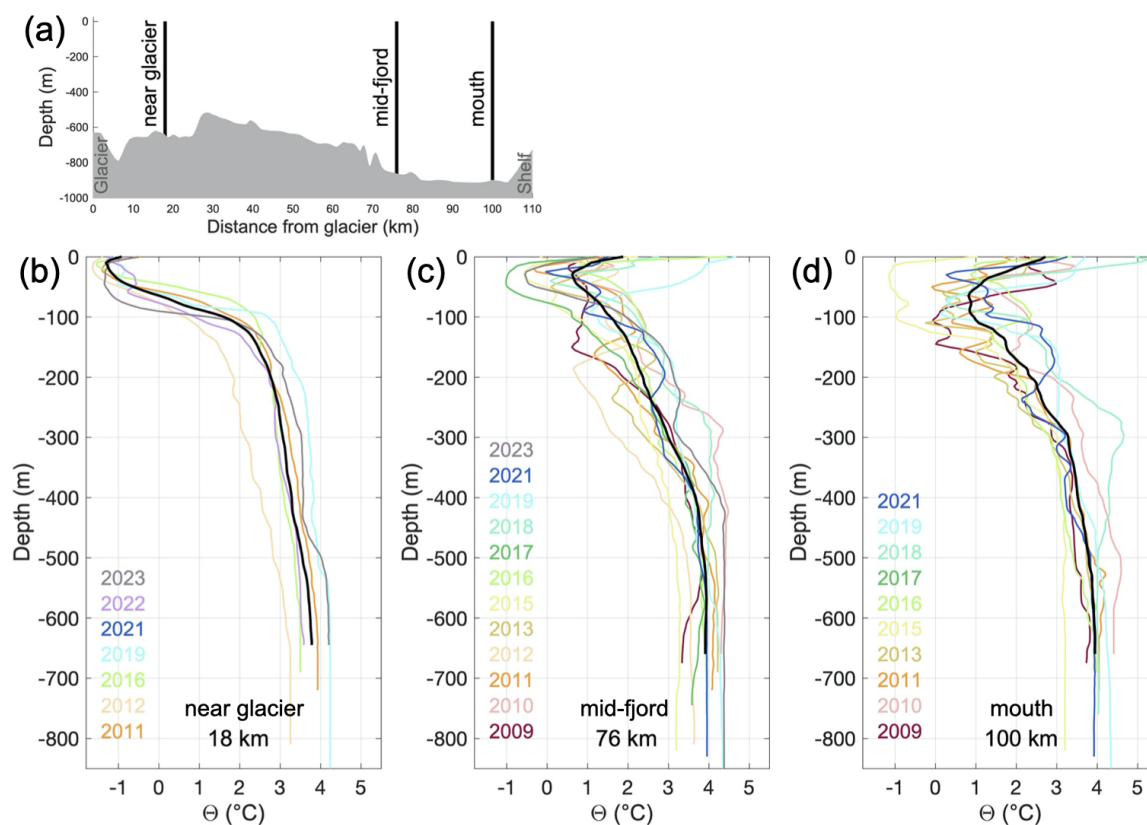 (a)
0
-200
-400
-600
-800
-1000
Depth (m)
near glacier
mid-fjord
mouth
Glacier
Shelf
0 10 20 30 40 50 60 70 80 90 100 110
Distance from glacier (km)
(b)
0
-100
-200
-300
-400
-500
-600
-700
-800
Depth (m)
2023
2022
2021
2019
2016
2012
2011
near glacier
18 km
-1 0 1 2 3 4 5
Θ (°C)
(c)
0
-100
-200
-300
-400
-500
-600
-700
-800
Depth (m)
2023
2021
2019
2018
2017
2016
2015
2013
2012
2011
2010
2009
mid-fjord
76 km
-1 0 1 2 3 4 5
Θ (°C)
(d)
0
-100
-200
-300
-400
-500
-600
-700
-800
Depth (m)
2021
2019
2018
2017
2016
2015
2013
2011
2010
2009
mouth
100 km
-1 0 1 2 3 4 5
Θ (°C)